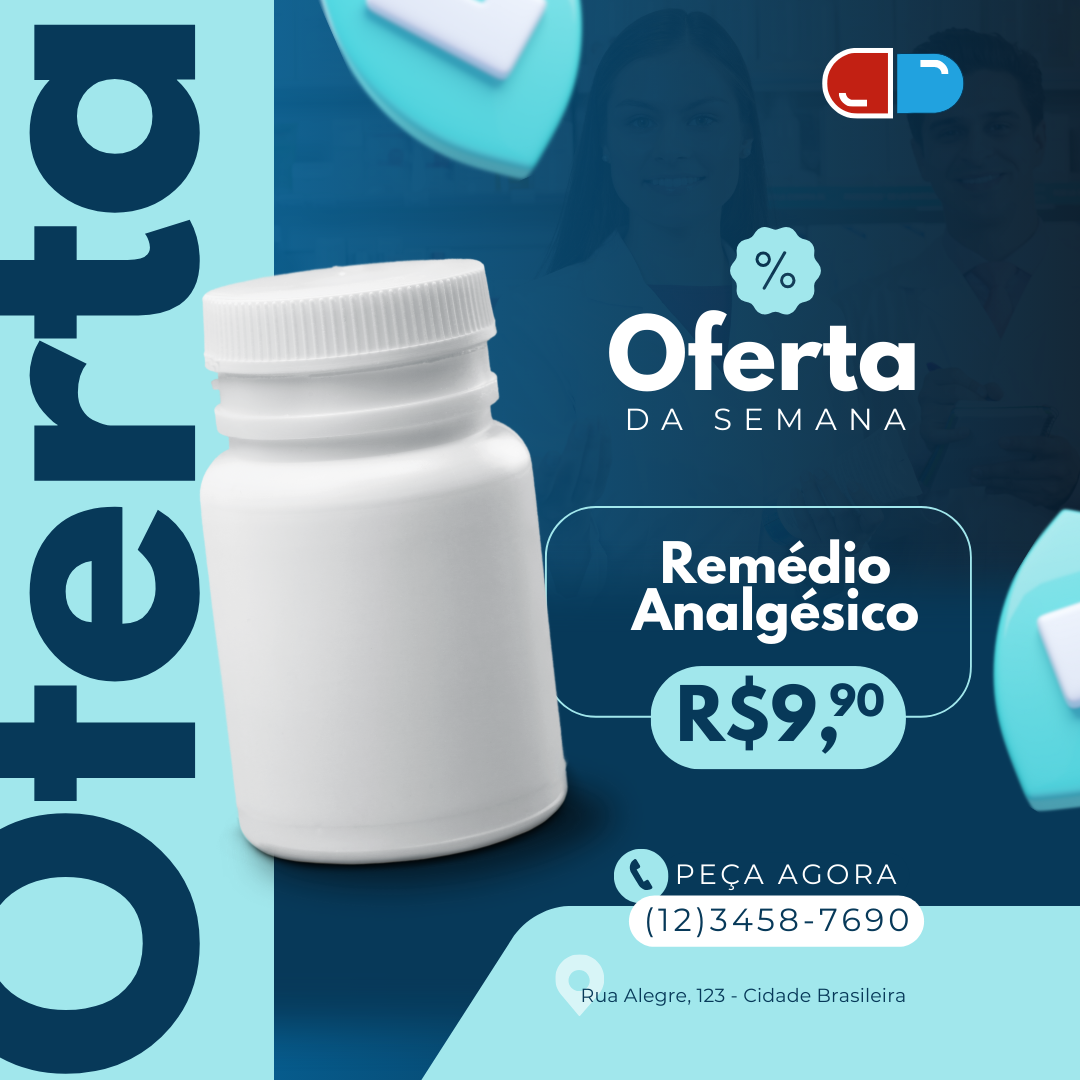 Oferta
%
Oferta
DA SEMANA
Remédio
Analgésico
R$9,90
PEÇA AGORA
(12)3458-7690
Rua Alegre, 123 - Cidade Brasileira